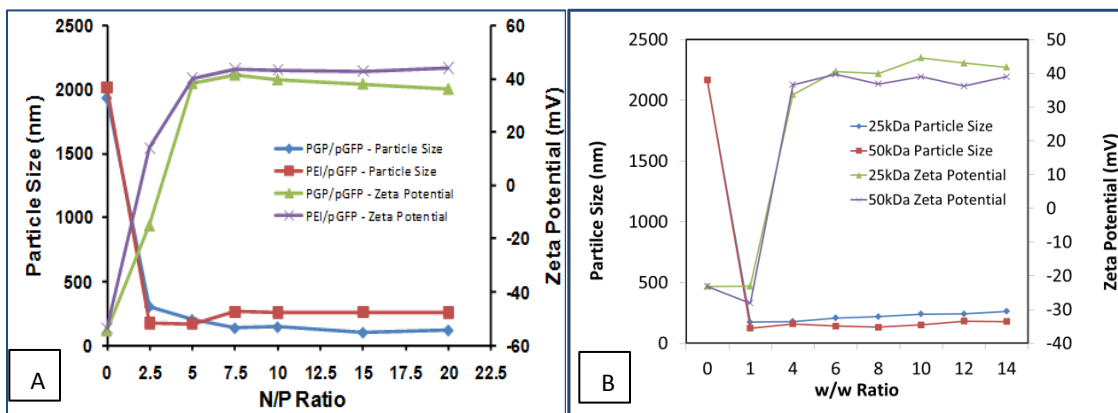 2500
2000
1500
1000
500
0
Particle Size (nm)
60
40
20
0
-20
-40
-60
Zeta Potential (mV)
PGP/pGFP - Particle Size
PEI/pGFP - Particle Size
PGP/pGFP - Zeta Potential
PEI/pGFP - Zeta Potential
0 2.5 5 7.5 10 12.5 15 17.5 20 22.5
N/P Ratio
A
2500
2000
1500
1000
500
0
Partilce Size (nm)
50
40
30
20
10
0
-10
-20
-30
-40
Zeta Potential (mV)
25kDa Particle Size
50kDa Particle Size
25kDa Zeta Potential
50kDa Zeta Potential
0 1 4 6 8 10 12 14
w/w Ratio
B